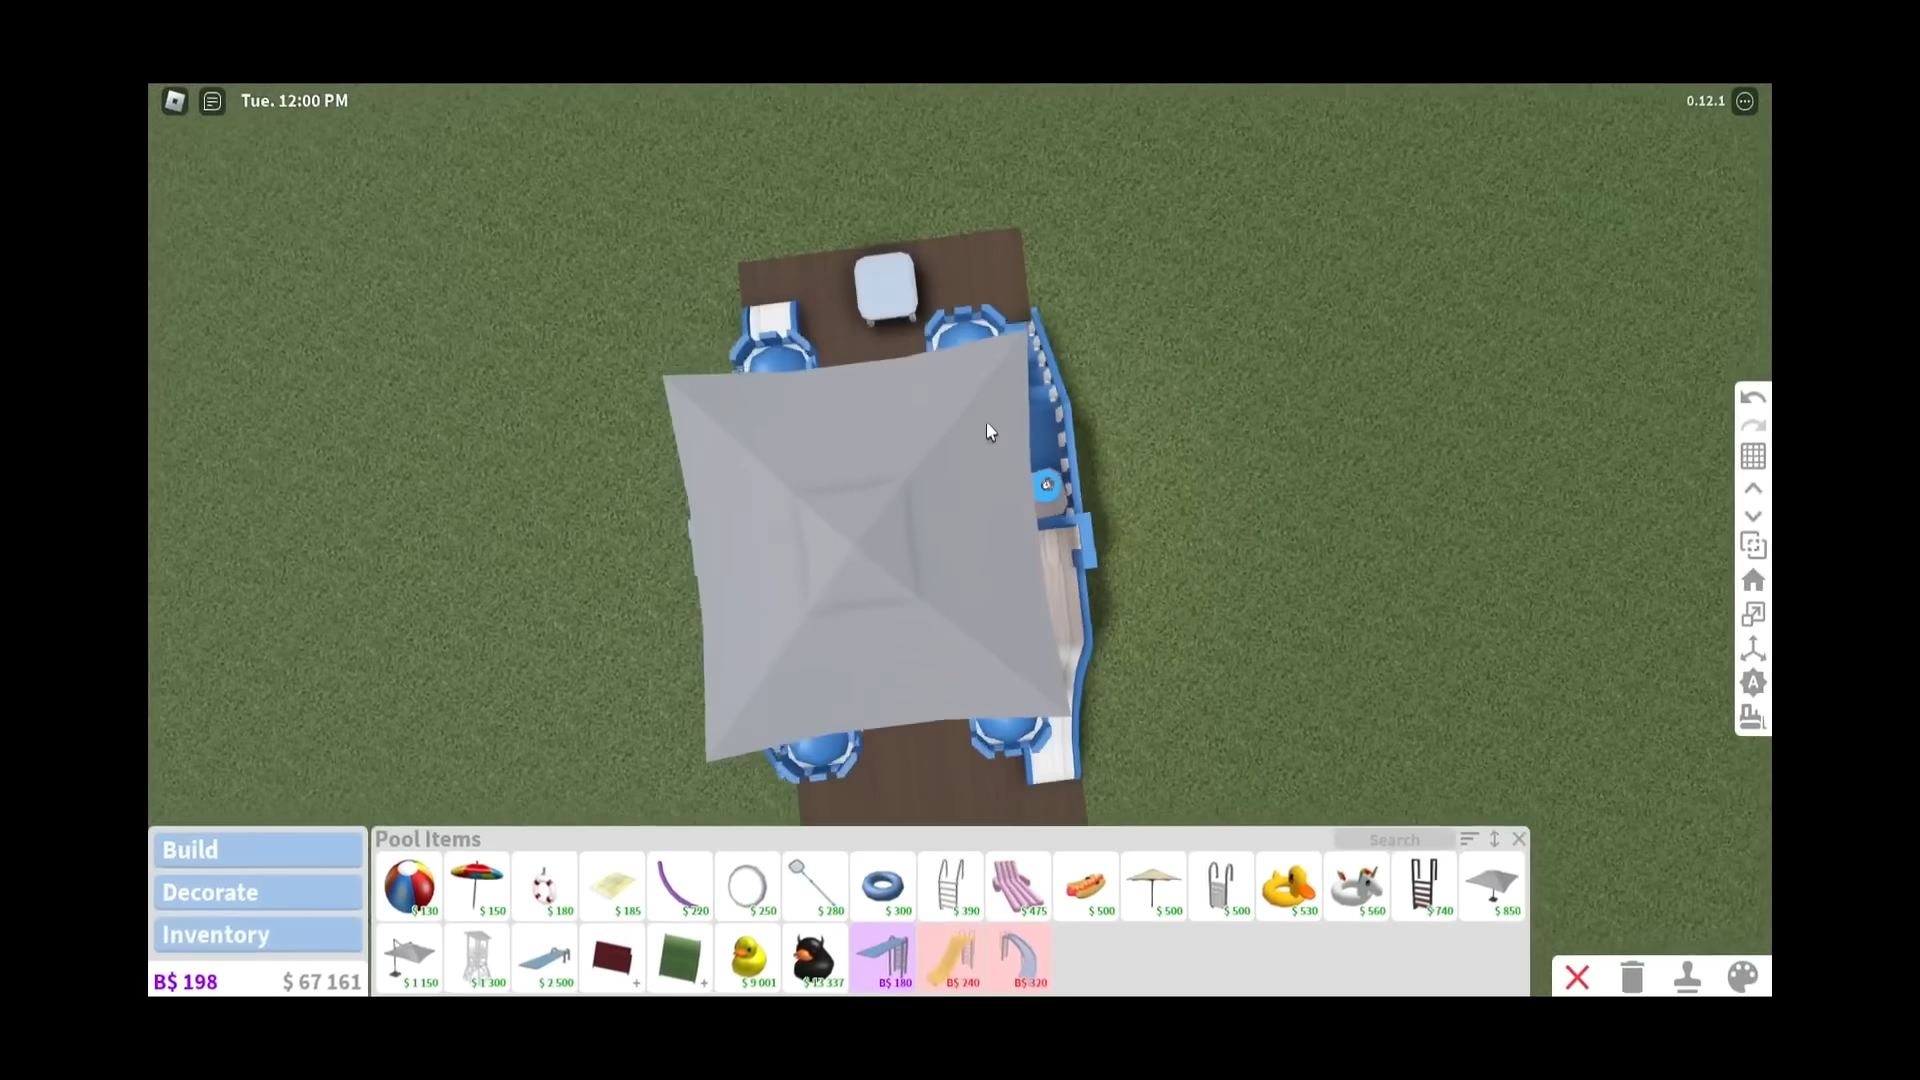 Tue. 12:00 PM
0.12.1
A
Build
Decorate
Inventory
B$ 198
$ 67 161
Pool Items
Search
$ 130
$ 150
$ 180
$ 185
$ 220
$ 250
$ 280
$ 300
$ 390
$ 475
$ 500
$ 500
$ 500
$ 530
$ 560
$ 740
$ 850
$ 1 150
$ 1 300
$ 2 500
+
+
$ 9 001
$ 13 337
B$ 180
B$ 240
B$ 320